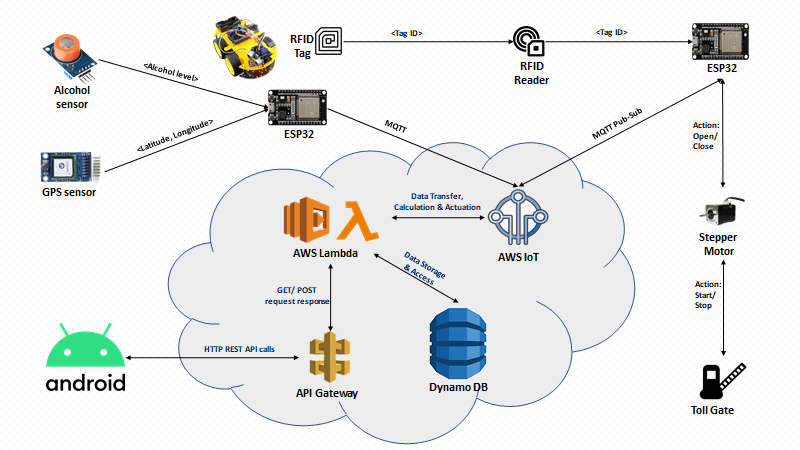 RFID
Tag
<Tag ID>
RFID
Reader
<Tag ID>
ESP32
Alcohol
sensor
<Alcohol level>
ESP32
<Latitude, Longitude>
GPS sensor
MQTT
MQTT Pub-Sub
Action:
Open/
Close
Stepper
Motor
Action:
Start/
Stop
Toll Gate
Data Transfer,
Calculation & Actuation
AWS Lambda
AWS IoT
Data Storage
& Access
GET/ POST
request response
Dynamo DB
API Gateway
HTTP REST API calls
android